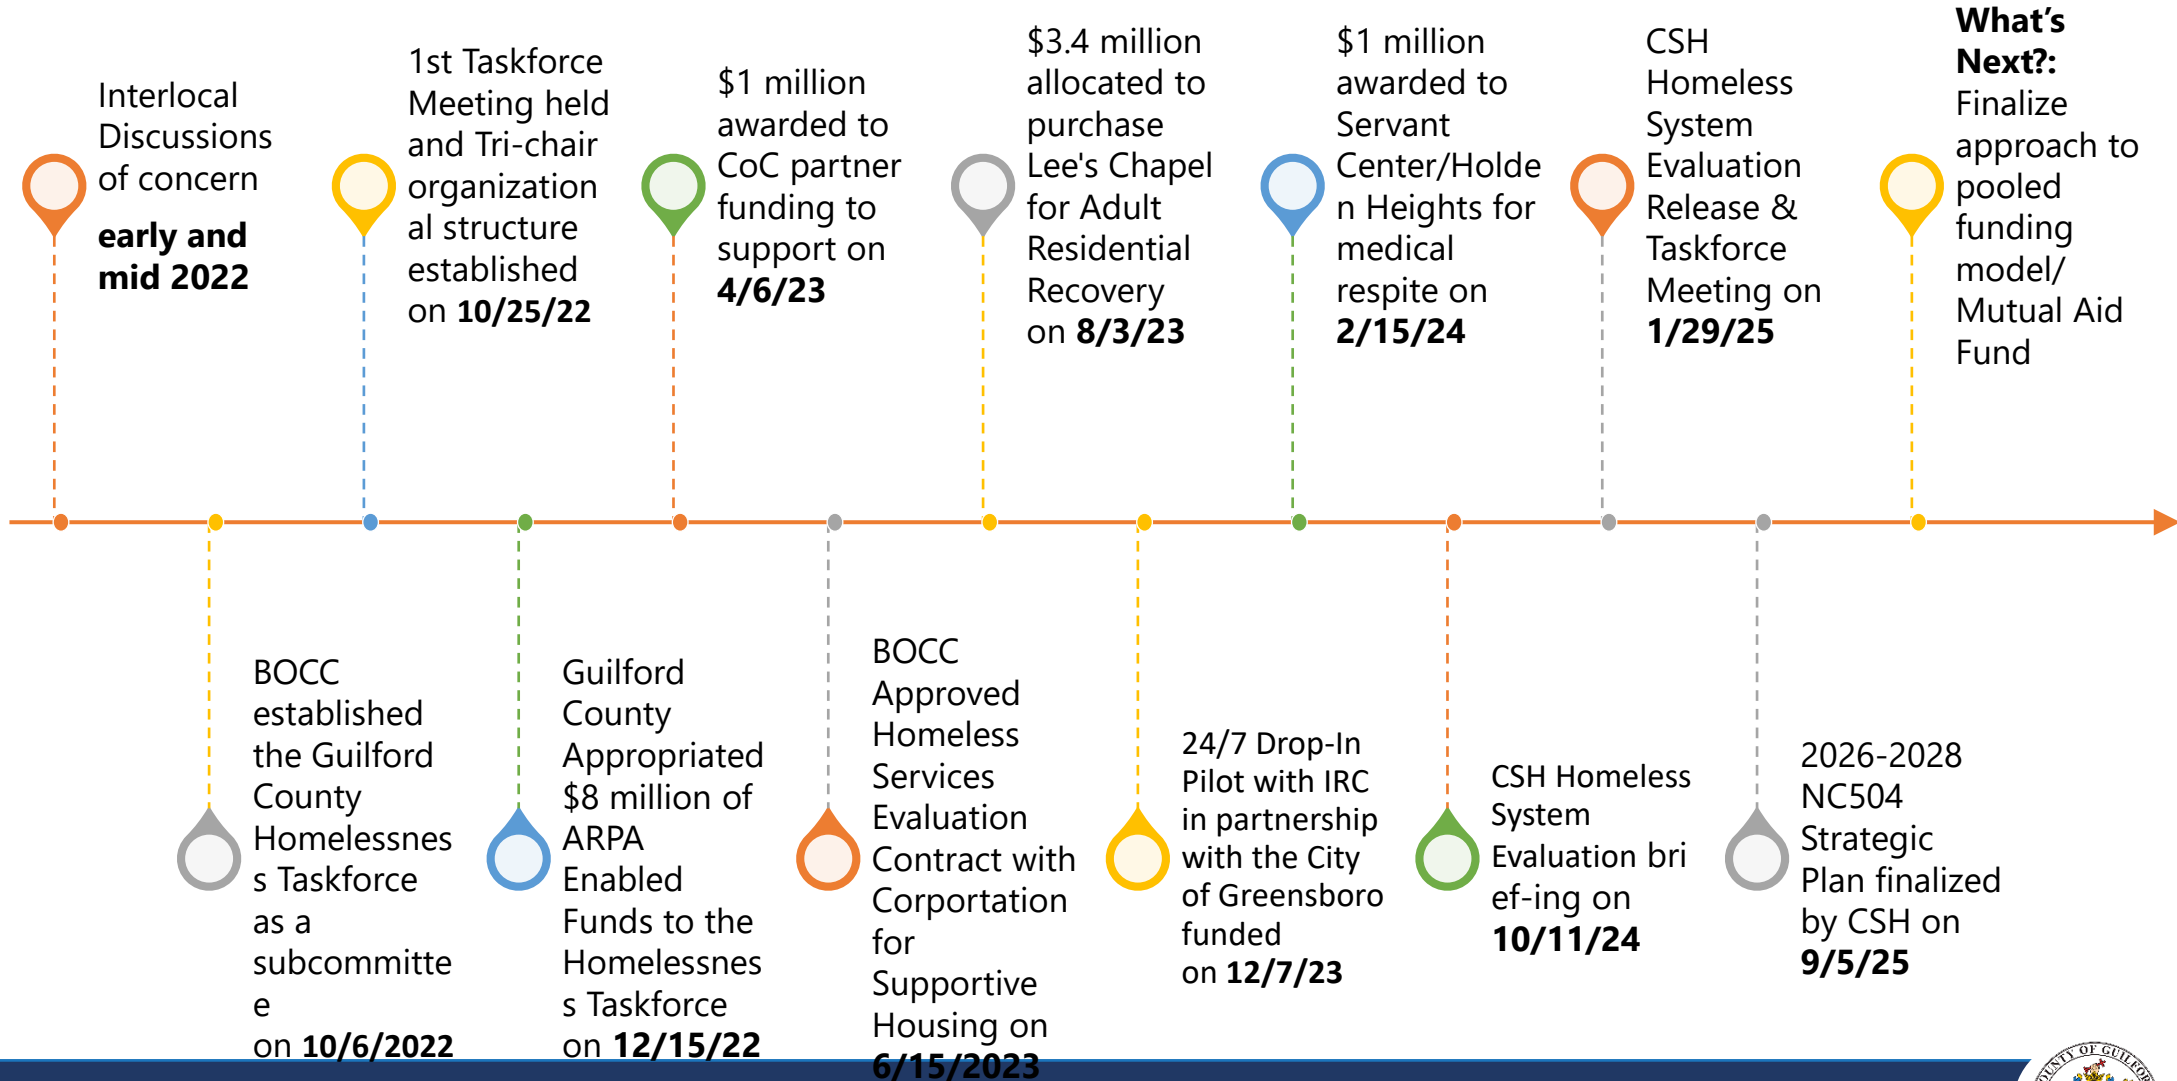 Interlocal
Discussions
of concern
early and
mid 2022
1st Taskforce
Meeting held
and Tri-chair
organization
al structure
established
on 10/25/22
$1 million
awarded to
CoC partner
funding to
support on
4/6/23
$3.4 million
allocated to
purchase
Lee's Chapel
for Adult
Residential
Recovery
on 8/3/23
$1 million
awarded to
Servant
Center/Holde
n Heights for
medical
respite on
2/15/24
CSH
Homeless
System
Evaluation
Release &
Taskforce
Meeting on
1/29/25
What's
Next?:
Finalize
approach to
pooled
funding
model/
Mutual Aid
Fund
BOCC
established
the Guilford
County
Homelessnes
s Taskforce
as a
subcommitte
e
on 10/6/2022
Guilford
County
Appropriated
$8 million of
ARPA
Enabled
Funds to the
Homelessnes
s Taskforce
on 12/15/22
BOCC
Approved
Homeless
Services
Evaluation
Contract with
Corportation
for
Supportive
Housing on
6/15/2023
24/7 Drop-In
Pilot with IRC
in partnership
with the City
of Greensboro
funded
on 12/7/23
CSH Homeless
System
Evaluation bri
ef-ing on
10/11/24
2026-2028
NC504
Strategic
Plan finalized
by CSH on
9/5/25